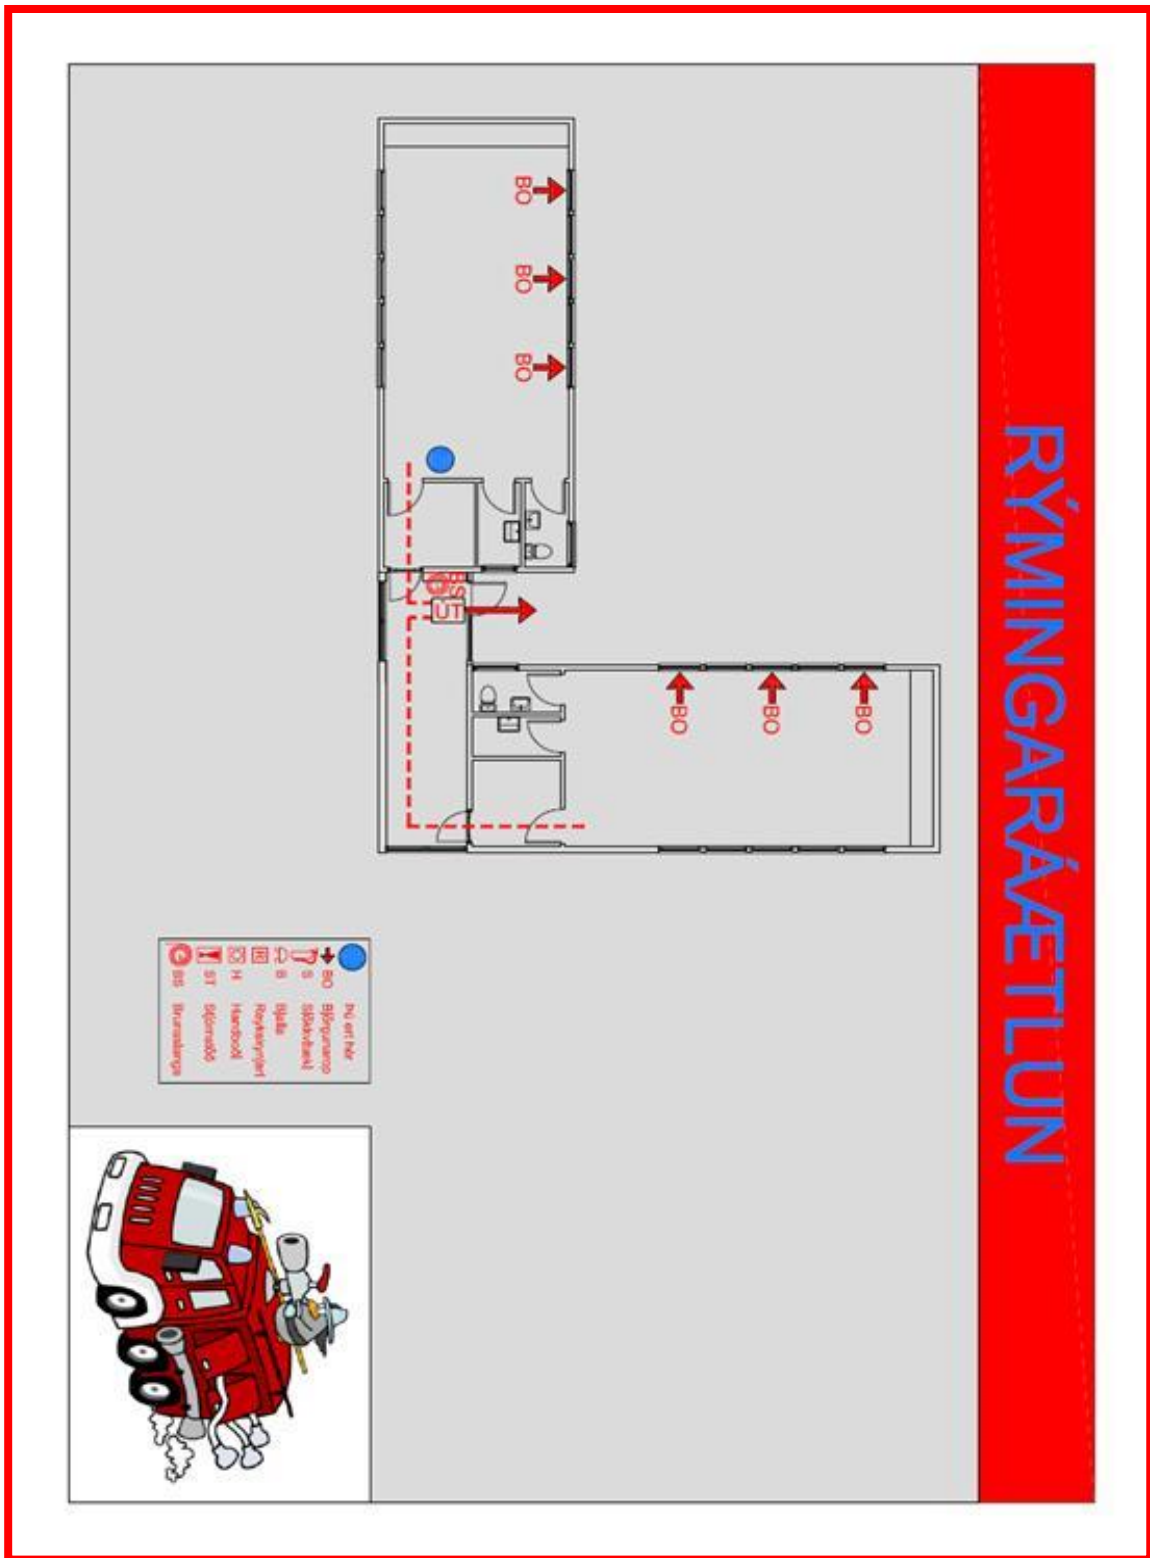 RÝMINGARÁÆTLUN
BO
BO
BO
BS
ÚT
BO
BO
BO
Þú ert hér
BO Björgunarop
S Slökkvitæki
B Bjalla
R Reykskynjari
H Handboði
ST Stjórnstöð
BS Brunaslanga